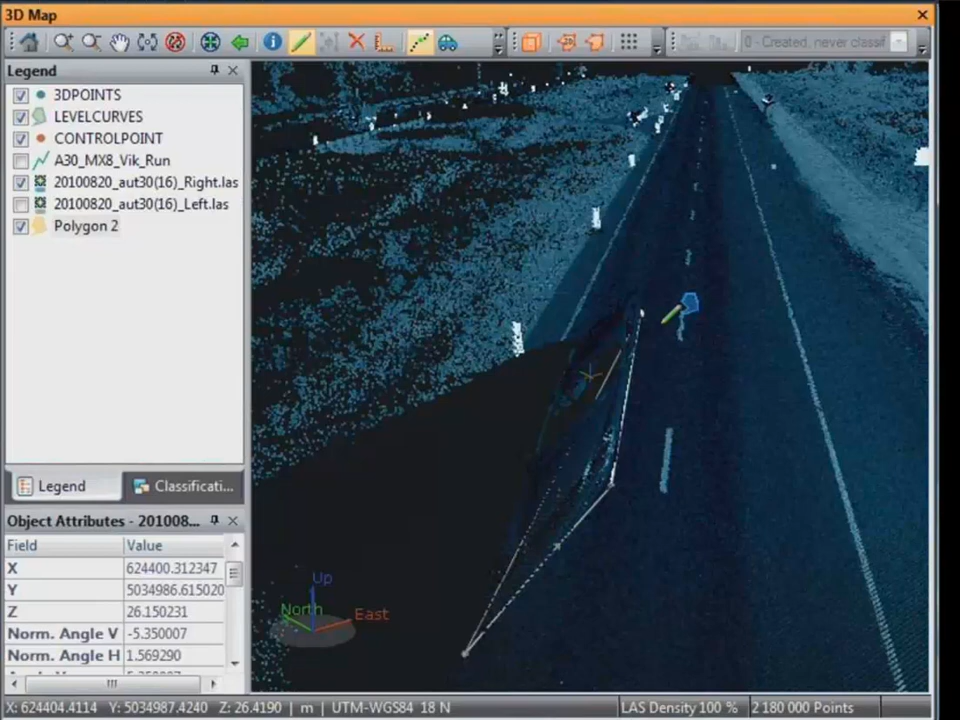 3D Map
0 - Created, never classif
Legend
3DPOINTS
LEVELCURVES
CONTROLPOINT
A30_MX8_Vik_Run
20100820_aut30(16)_Right.las
20100820_aut30(16)_Left.las
Polygon 2
Legend
Classificati...
Object Attributes - 201008...
Field Value
X 624400.312347
Y 5034986.615020
Z 26.150231
Norm. Angle V -5.350007
Norm. Angle H 1.569290
Up
North
East
X: 624404.4114 Y: 5034987.4240 Z: 26.4190 | m | UTM-WGS84 18 N LAS Density 100 % 2 180 000 Points